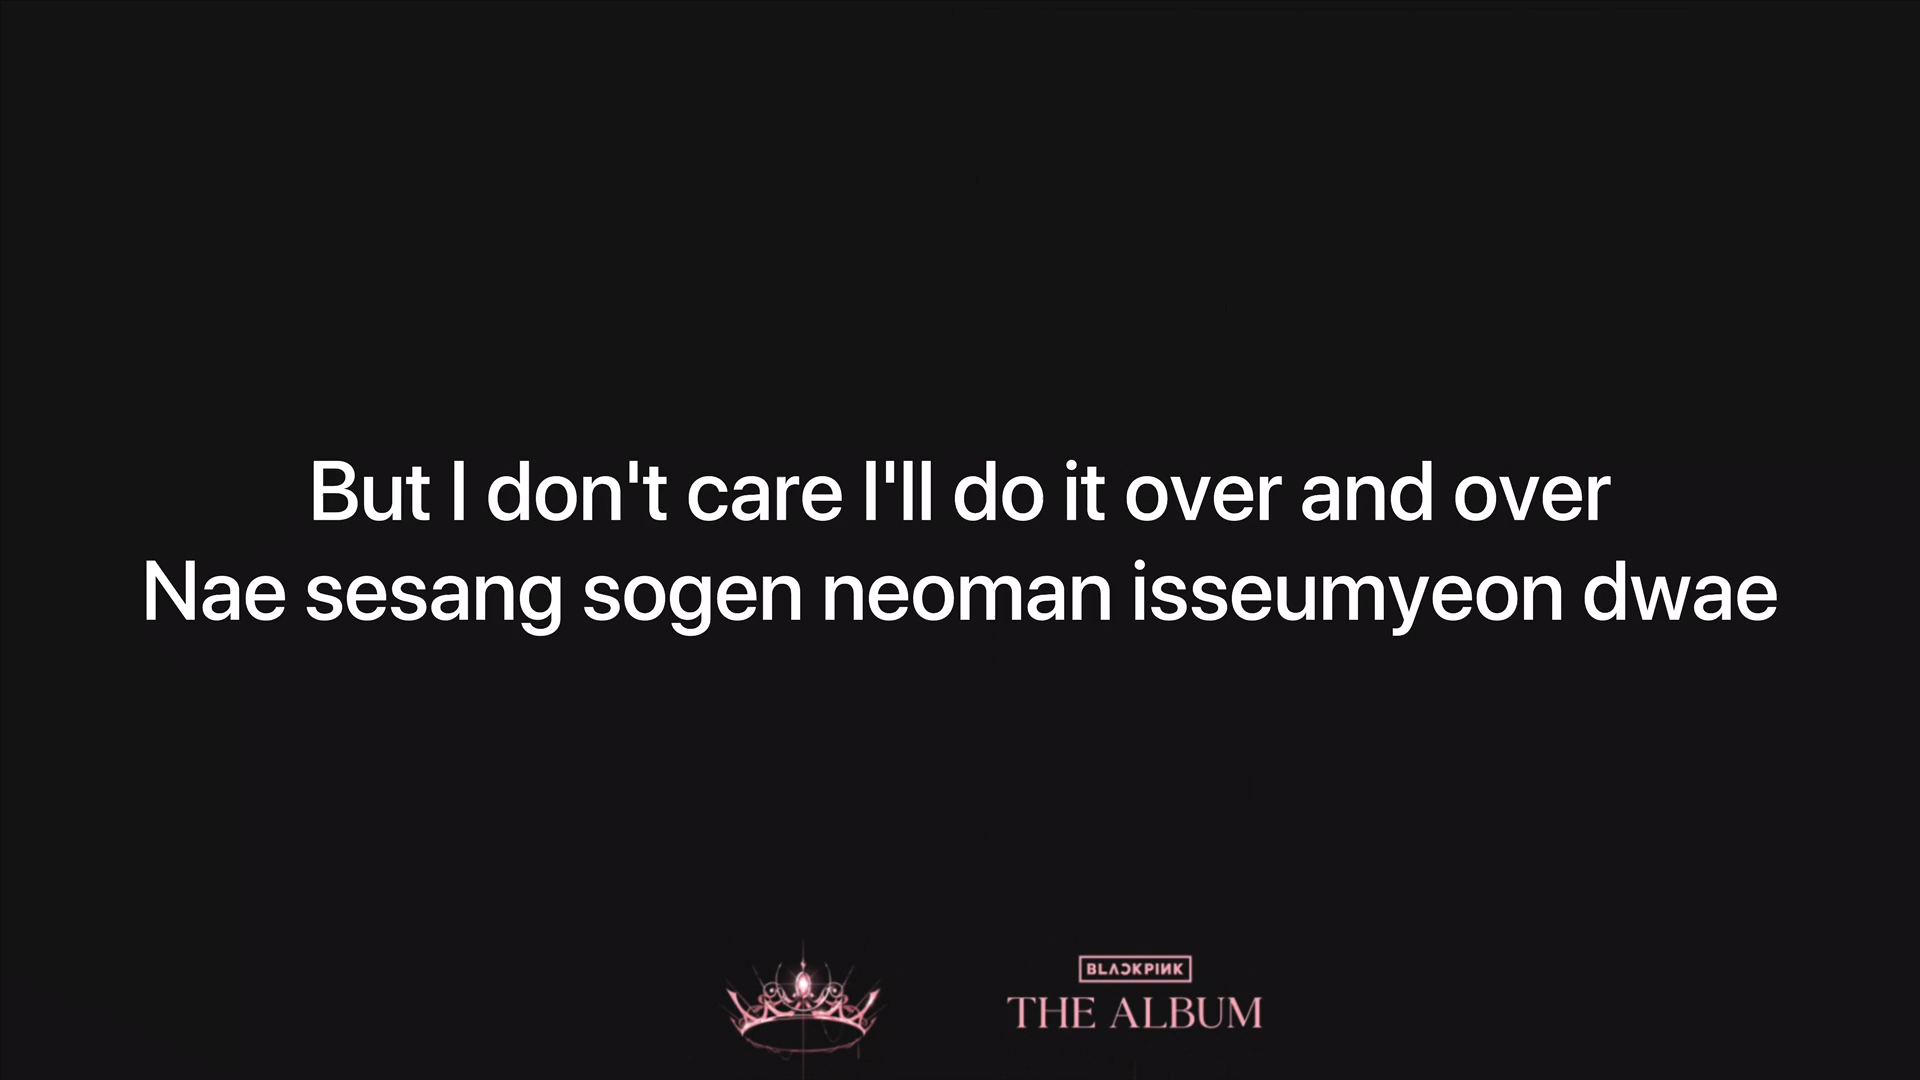 But I don't care I'll do it over and over
Nae sesang sogen neoman isseumyeon dwae
BLACKPINK
THE ALBUM